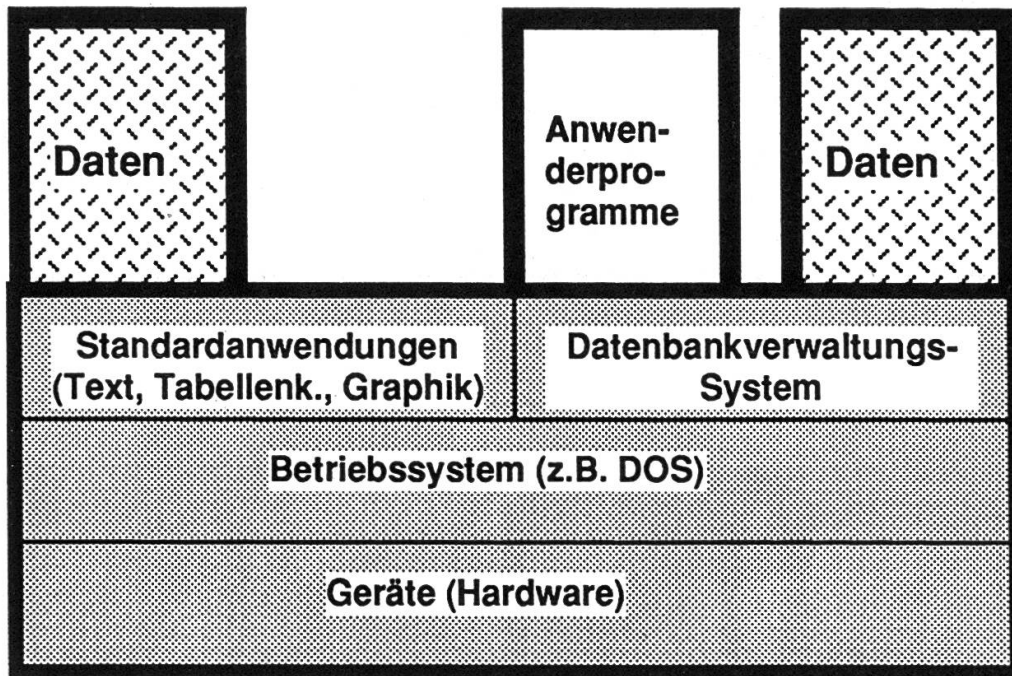 Daten
Anwen-
derpro-
gramme
Daten
Standardanwendungen
(Text, Tabellenk., Graphik)
Datenbankverwaltungs-
System
Betriebssystem (z.B. DOS)
Geräte (Hardware)